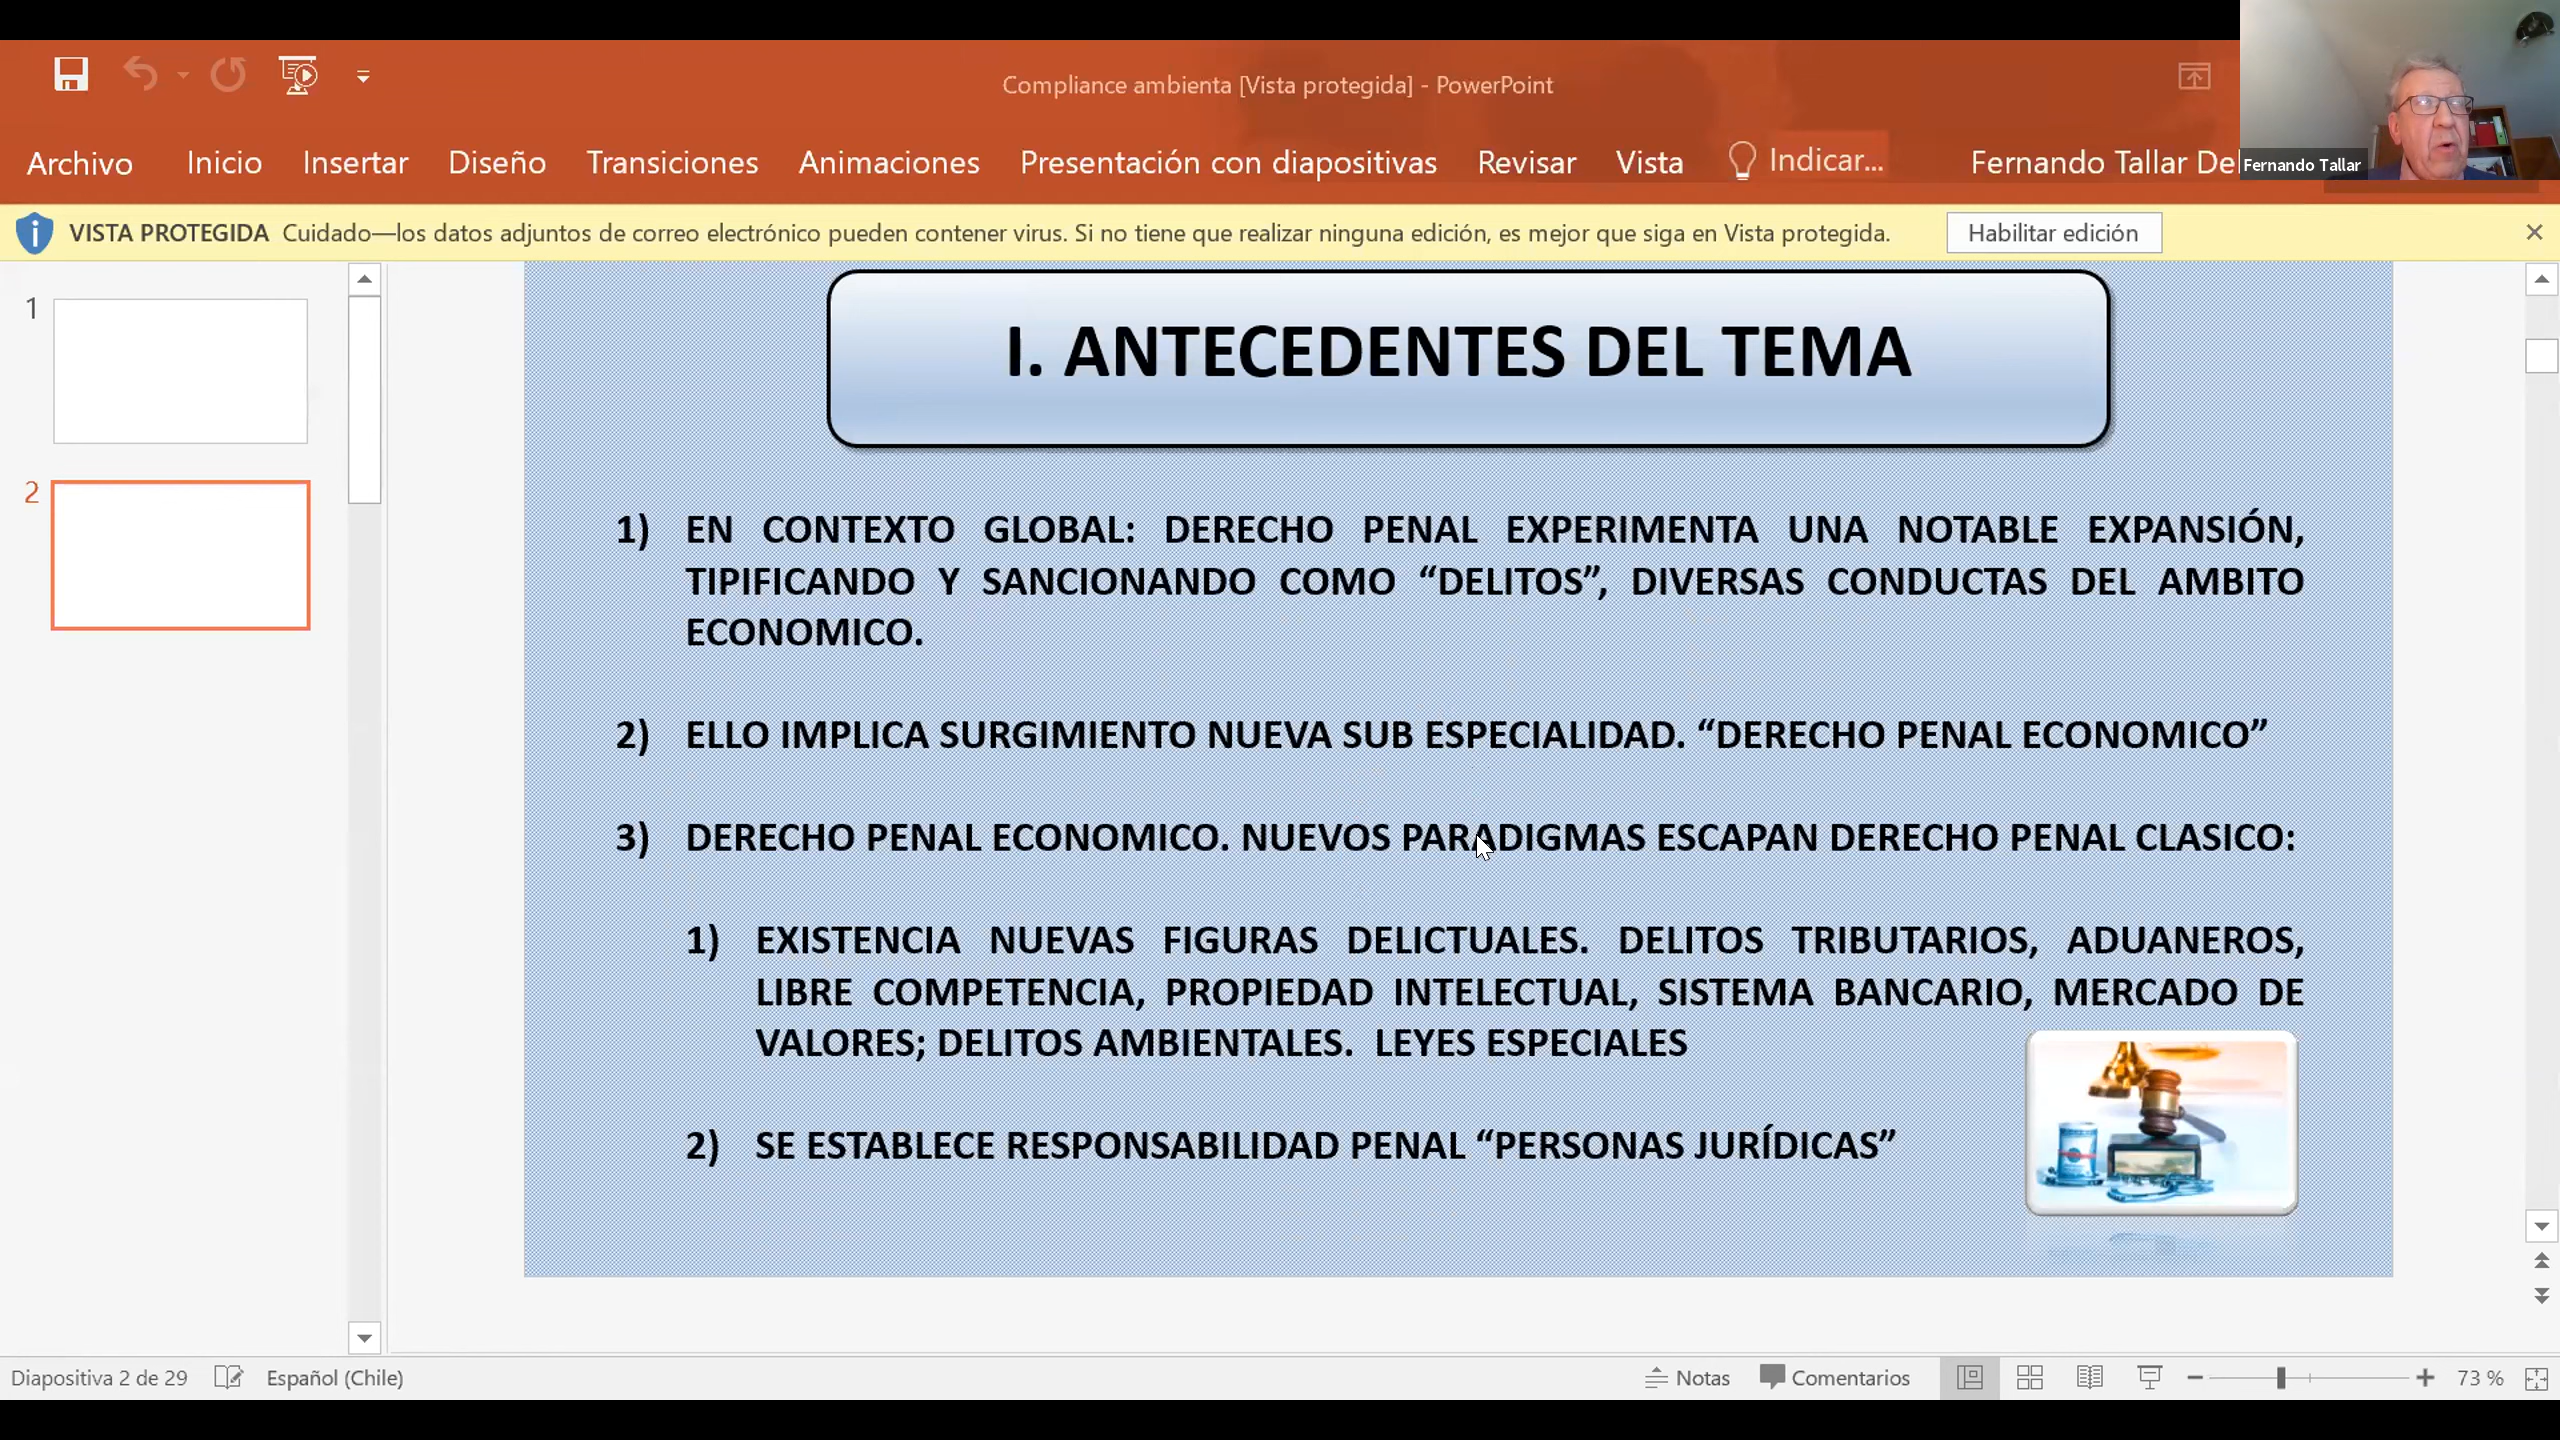 Compliance ambienta [Vista protegida] - PowerPoint
Archivo Inicio Insertar Diseño Transiciones Animaciones Presentación con diapositivas Revisar Vista Indicar... Fernando Tallar De
Fernando Tallar
VISTA PROTEGIDA Cuidado—los datos adjuntos de correo electrónico pueden contener virus. Si no tiene que realizar ninguna edición, es mejor que siga en Vista protegida. Habilitar edición
1
2
I. ANTECEDENTES DEL TEMA
1) EN CONTEXTO GLOBAL: DERECHO PENAL EXPERIMENTA UNA NOTABLE EXPANSIÓN,
TIPIFICANDO Y SANCIONANDO COMO “DELITOS”, DIVERSAS CONDUCTAS DEL AMBITO
ECONOMICO.
2) ELLO IMPLICA SURGIMIENTO NUEVA SUB ESPECIALIDAD. “DERECHO PENAL ECONOMICO”
3) DERECHO PENAL ECONOMICO. NUEVOS PARADIGMAS ESCAPAN DERECHO PENAL CLASICO:
1) EXISTENCIA NUEVAS FIGURAS DELICTUALES. DELITOS TRIBUTARIOS, ADUANEROS,
LIBRE COMPETENCIA, PROPIEDAD INTELECTUAL, SISTEMA BANCARIO, MERCADO DE
VALORES; DELITOS AMBIENTALES. LEYES ESPECIALES
2) SE ESTABLECE RESPONSABILIDAD PENAL “PERSONAS JURÍDICAS”
Diapositiva 2 de 29 Español (Chile) Notas Comentarios 73 %